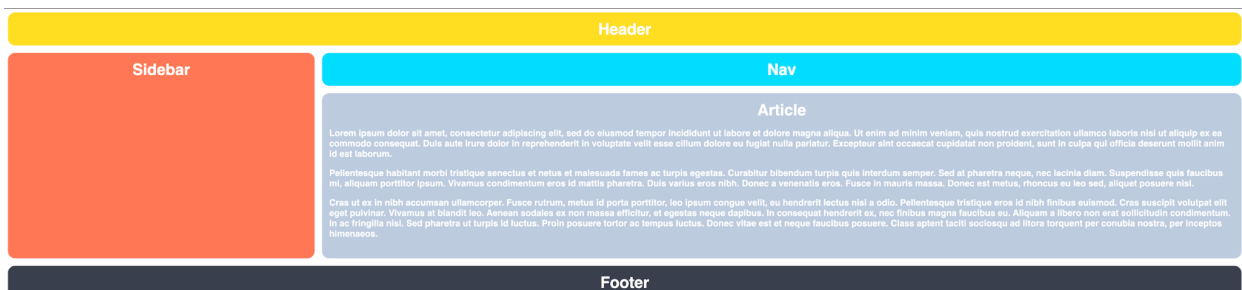 Header
Sidebar
Nav
Article
Lorem ipsum dolor sit amet, consectetur adipiscing elit, sed do eiusmod tempor incididunt ut labore et dolore magna aliqua. Ut enim ad minim veniam, quis nostrud exercitation ullamco laboris nisi ut aliquip ex ea
commodo consequat. Duis aute irure dolor in reprehenderit in voluptate velit esse cillum dolore eu fugiat nulla pariatur. Excepteur sint occaecat cupidatat non proident, sunt in culpa qui officia deserunt mollit anim
id est laborum.
Pellentesque habitant morbi tristique senectus et netus et malesuada fames ac turpis egestas. Curabitur bibendum turpis quis interdum semper. Sed at pharetra neque, nec lacinia diam. Suspendisse quis faucibus
mi, aliquam porttitor ipsum. Vivamus condimentum eros id mattis pharetra. Duis varius eros nibh. Donec a venenatis eros. Fusce in mauris massa. Donec est metus, rhoncus eu leo sed, aliquet posuere nisi.
Cras ut ex in nibh accumsan ullamcorper. Fusce rutrum, metus id porta porttitor, leo ipsum congue velit, eu hendrerit lectus nisi a odio. Pellentesque tristique eros id nibh finibus euismod. Cras suscipit volutpat elit
eget pulvinar. Vivamus at blandit leo. Aenean sodales ex non massa efficitur, et egestas neque dapibus. In consequat hendrerit ex, nec finibus magna faucibus eu. Aliquam a libero non erat sollicitudin condimentum.
In ac fringilla nisi. Sed pharetra ut turpis id luctus. Proin posuere tortor ac tempus luctus. Donec vitae est et neque faucibus posuere. Class aptent taciti sociosqu ad litora torquent per conubia nostra, per inceptos
himenaeos.
Footer